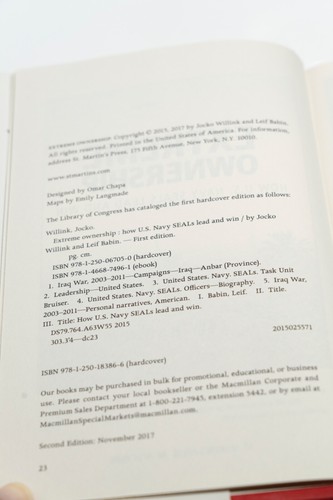 EXTREME OWNERSHIP. Copyright © 2015, 2017 by Jocko Willink and Leif Babin.
All rights reserved. Printed in the United States of America. For information,
address St. Martin's Press, 175 Fifth Avenue, New York, N.Y. 10010.
www.stmartins.com
Designed by Omar Chapa
Maps by Emily Langmade
The Library of Congress has cataloged the first hardcover edition as follows:
Willink, Jocko.
Extreme ownership : how U.S. Navy SEALs lead and win / by Jocko
Willink and Leif Babin. — First edition.
pg. cm.
ISBN 978-1-250-06705-0 (hardcover)
ISBN 978-1-4668-7496-1 (ebook)
1. Iraq War, 2003–2011—Campaigns—Iraq—Anbar (Province).
2. Leadership—United States. 3. United States. Navy. SEALs. Task Unit
Bruiser. 4. United States. Navy. SEALs. Officers—Biography. 5. Iraq War,
2003–2011—Personal narratives, American. I. Babin, Leif. II. Title.
III. Title: How U.S. Navy SEALs lead and win.
DS79.764.A63W55 2015
303.3'4—dc23
2015025571
ISBN 978-1-250-18386-6 (hardcover)
Our books may be purchased in bulk for promotional, educational, or business
use. Please contact your local bookseller or the Macmillan Corporate and
Premium Sales Department at 1-800-221-7945, extension 5442, or by email at
MacmillanSpecialMarkets@macmillan.com.
Second Edition: November 2017
23